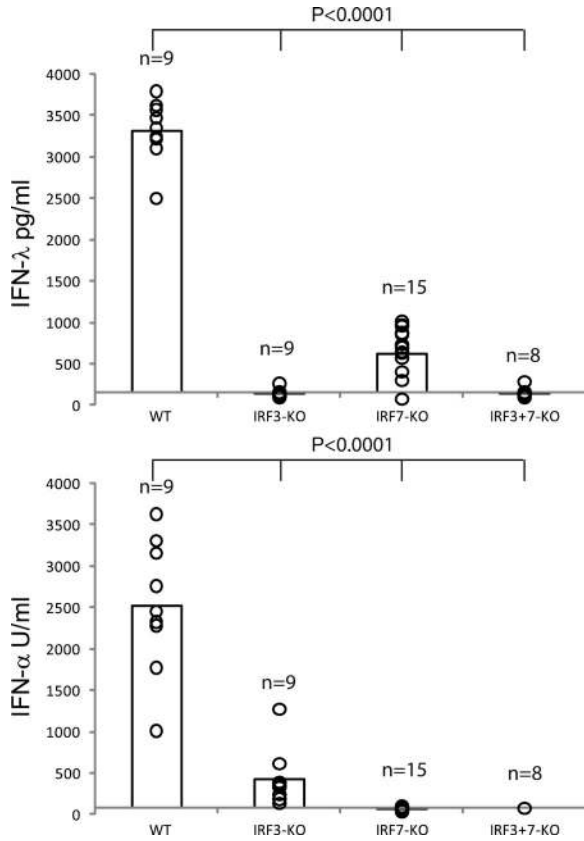 P<0.0001
n=9
4000
3500
3000
2500
2000
1500
1000
500
0
IFN-λ pg/ml
n=9
n=15
n=8
WT IRF3-KO IRF7-KO IRF3+7-KO
P<0.0001
n=9
4000
3500
3000
2500
2000
1500
1000
500
0
IFN-α U/ml
n=9
n=15
n=8
WT IRF3-KO IRF7-KO IRF3+7-KO